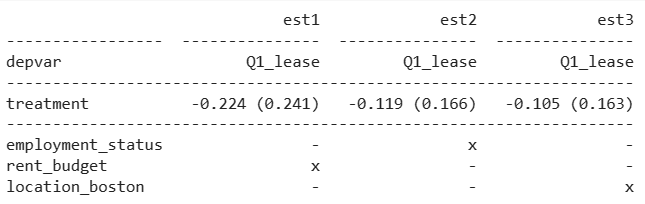 est1 est2 est3
--------------- --------------- --------------- ---------------
depvar Q1_lease Q1_lease Q1_lease
------------------------------------------------------------------
treatment -0.224 (0.241) -0.119 (0.166) -0.105 (0.163)
------------------------------------------------------------------
employment_status - x -
rent_budget x - -
location_boston - - x